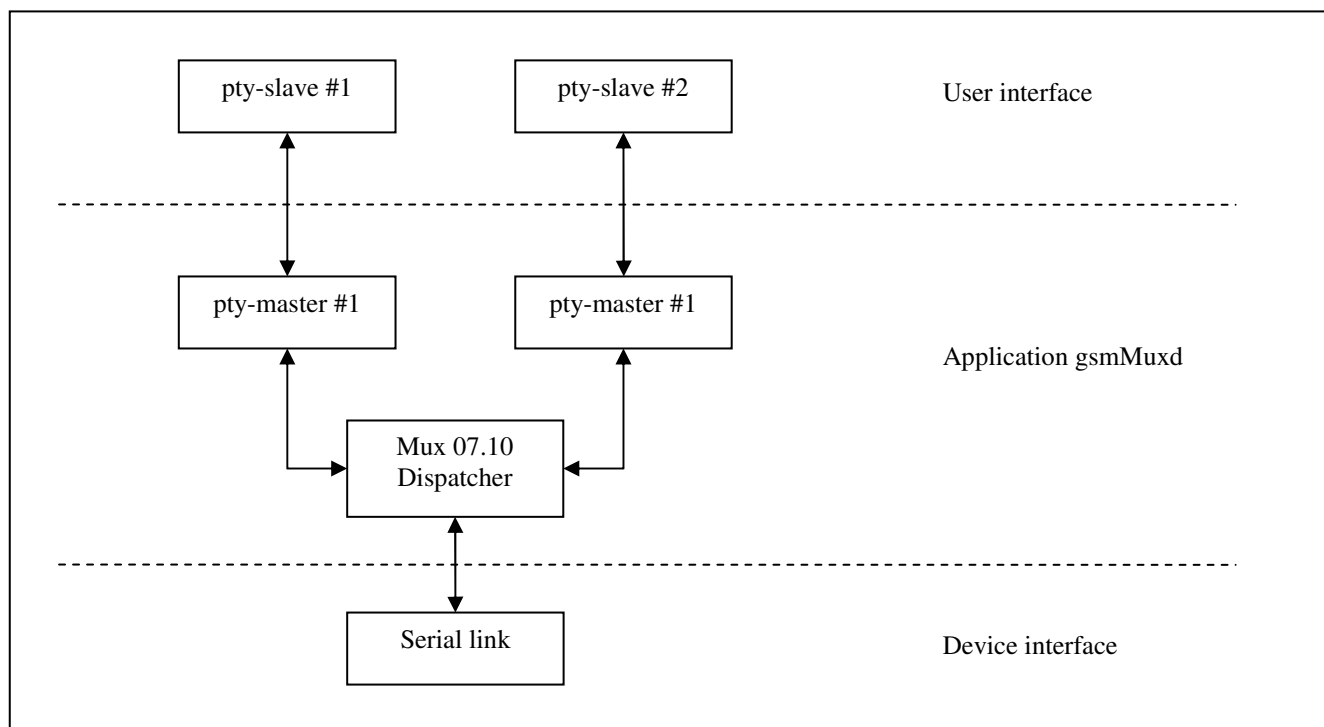 pty-slave #1
pty-slave #2
User interface
pty-master #1
pty-master #1
Application gsmMuxd
Mux 07.10
Dispatcher
Serial link
Device interface